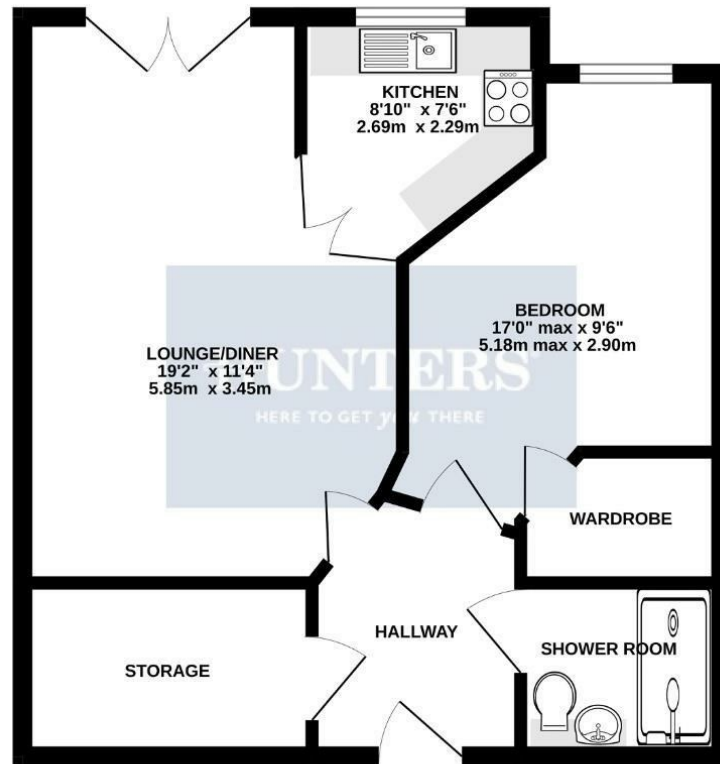 KITCHEN
8'10" x 7'6"
2.69m x 2.29m
BEDROOM
17'0" max x 9'6"
5.18m max x 2.90m
LOUNGE/DINER
19'2" x 11'4"
5.85m x 3.45m
HUNTERS
HERE TO GET you THERE
WARDROBE
HALLWAY
SHOWER ROOM
STORAGE